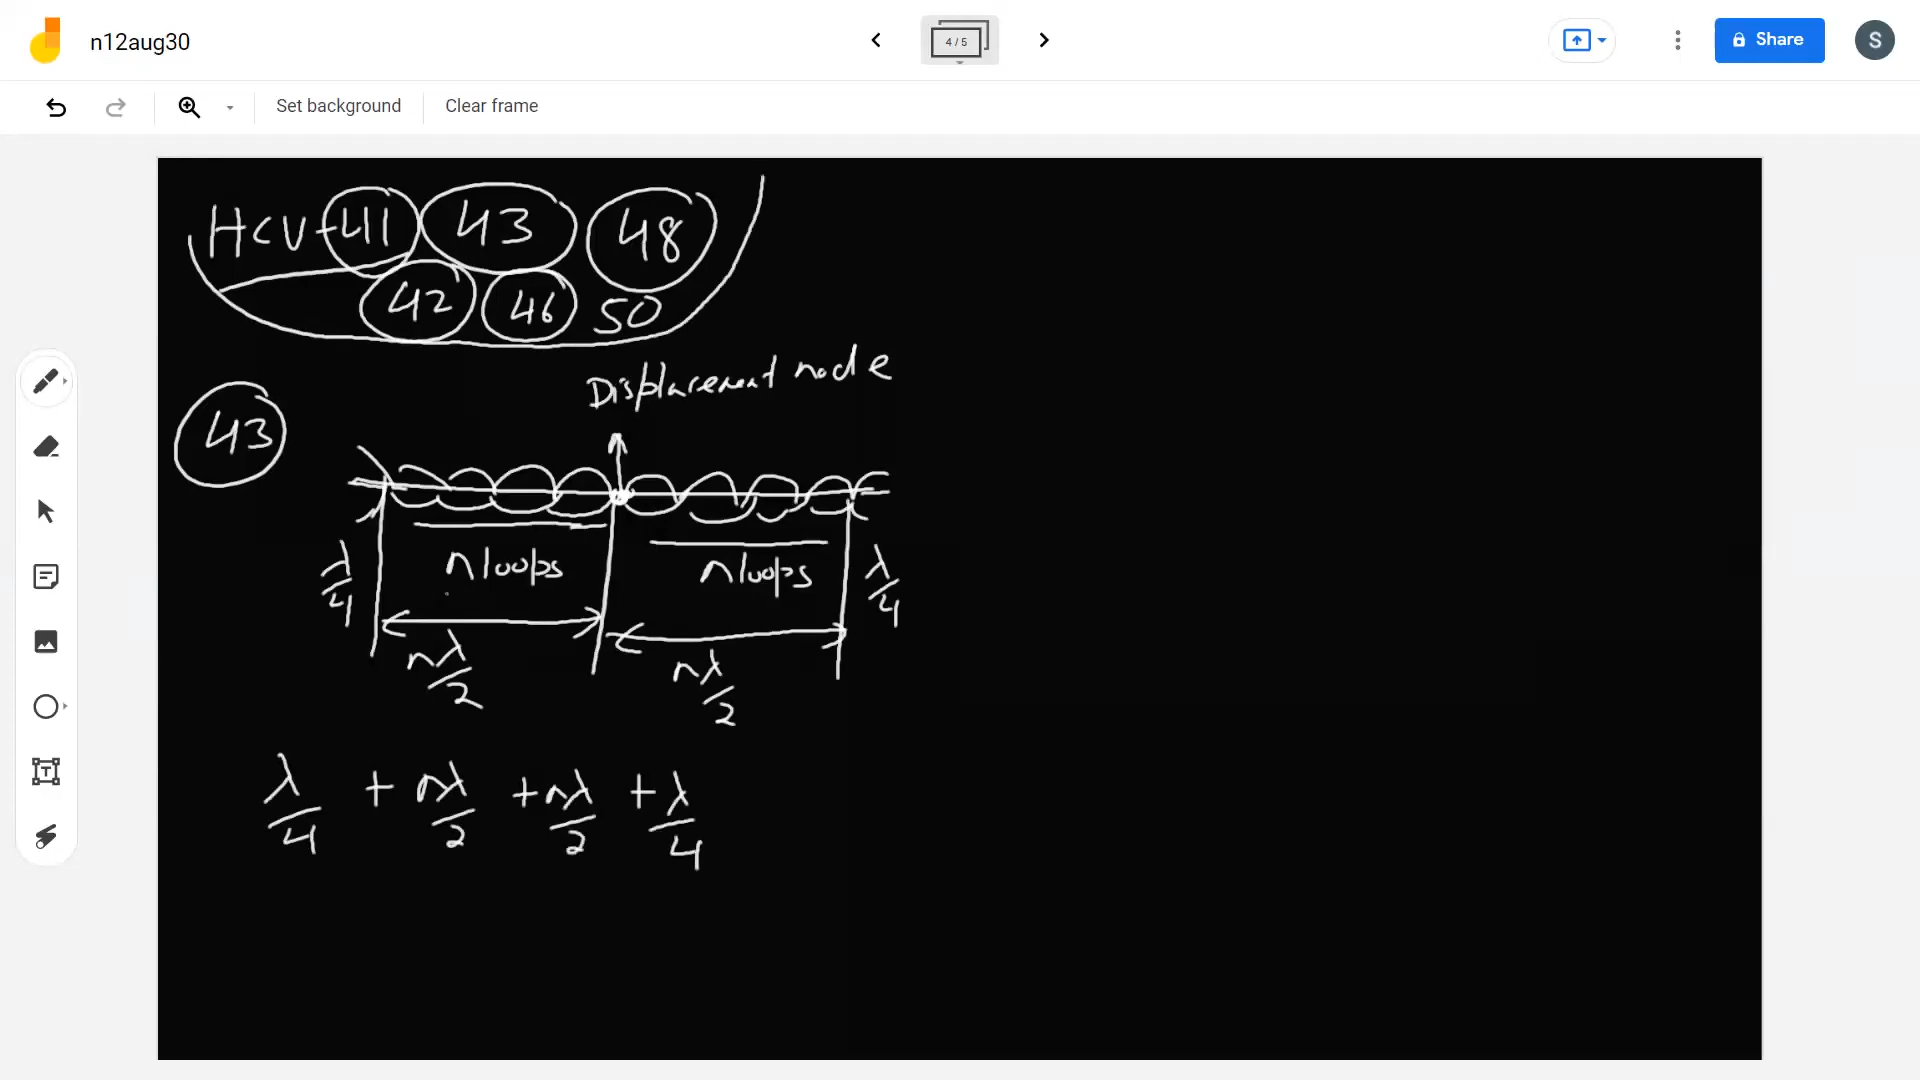 n12aug30
4 / 5
Share
S
Set background
Clear frame
HCV-41 43 48
42 46 50
Displacement node
43
n loops
n loops
λ/4
λ/4
nλ/2
nλ/2
λ/4 + nλ/2 + nλ/2 + λ/4